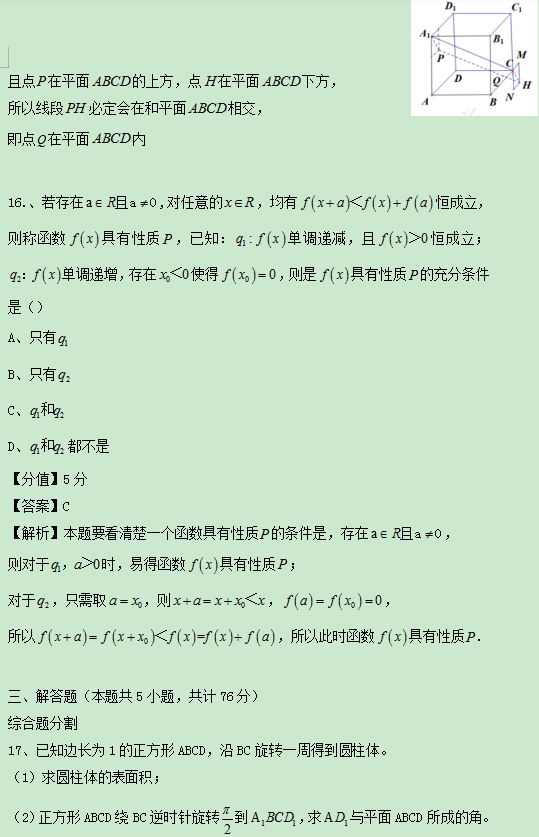 D₁ C₁
A₁ B₁
P D Q C M
A B N H
且点P在平面ABCD的上方，点H在平面ABCD下方，
所以线段PH必定会在和平面ABCD相交，
即点Q在平面ABCD内
16.、若存在a∈R且a≠0,对任意的x∈R，均有f(x+a)<f(x)+f(a)恒成立，
则称函数f(x)具有性质P，已知：q₁:f(x)单调递减，且f(x)>0恒成立；
q₂：f(x)单调递增，存在x₀<0使得f(x₀)=0,则是f(x)具有性质P的充分条件
是()
A、只有q₁
B、只有q₂
C、q₁和q₂
D、q₁和q₂都不是
【分值】5分
【答案】C
【解析】本题要看清楚一个函数具有性质P的条件是，存在a∈R且a≠0，
则对于q₁，a>0时，易得函数f(x)具有性质P；
对于q₂，只需取a=x₀，则x+a=x+x₀<x，f(a)=f(x₀)=0，
所以f(x+a)=f(x+x₀)<f(x)=f(x)+f(a)，所以此时函数f(x)具有性质P.
三、解答题（本题共5小题，共计76分）
综合题分割
17、已知边长为1的正方形ABCD，沿BC旋转一周得到圆柱体。
（1）求圆柱体的表面积；
（2）正方形ABCD绕BC逆时针旋转π/2到A₁BCD₁,求AD₁与平面ABCD所成的角。